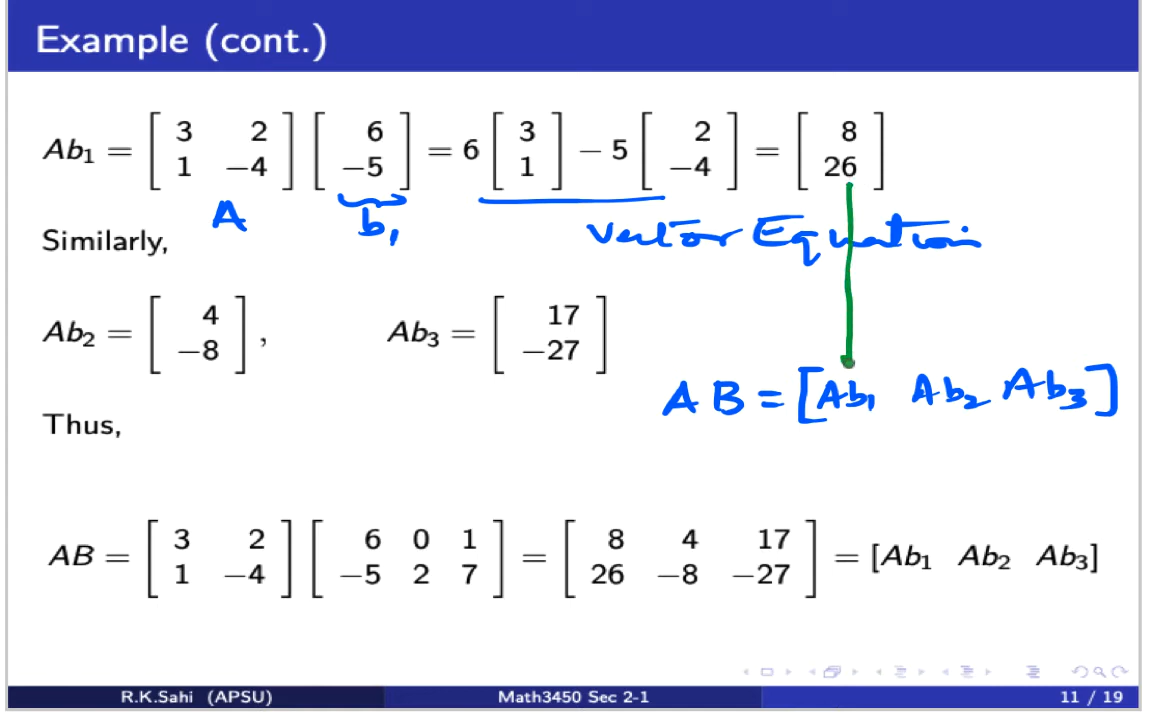 Example (cont.)
Ab₁ = [ 3 2 ; 1 −4 ] [ 6 ; −5 ] = 6 [ 3 ; 1 ] − 5 [ 2 ; −4 ] = [ 8 ; 26 ]
A b₁ Vector Equation
Similarly,
Ab₂ = [ 4 ; −8 ], Ab₃ = [ 17 ; −27 ]
AB = [Ab₁ Ab₂ Ab₃]
Thus,
AB = [ 3 2 ; 1 −4 ] [ 6 0 1 ; −5 2 7 ] = [ 8 4 17 ; 26 −8 −27 ] = [Ab₁ Ab₂ Ab₃]
R.K.Sahi (APSU) Math3450 Sec 2-1 11 / 19